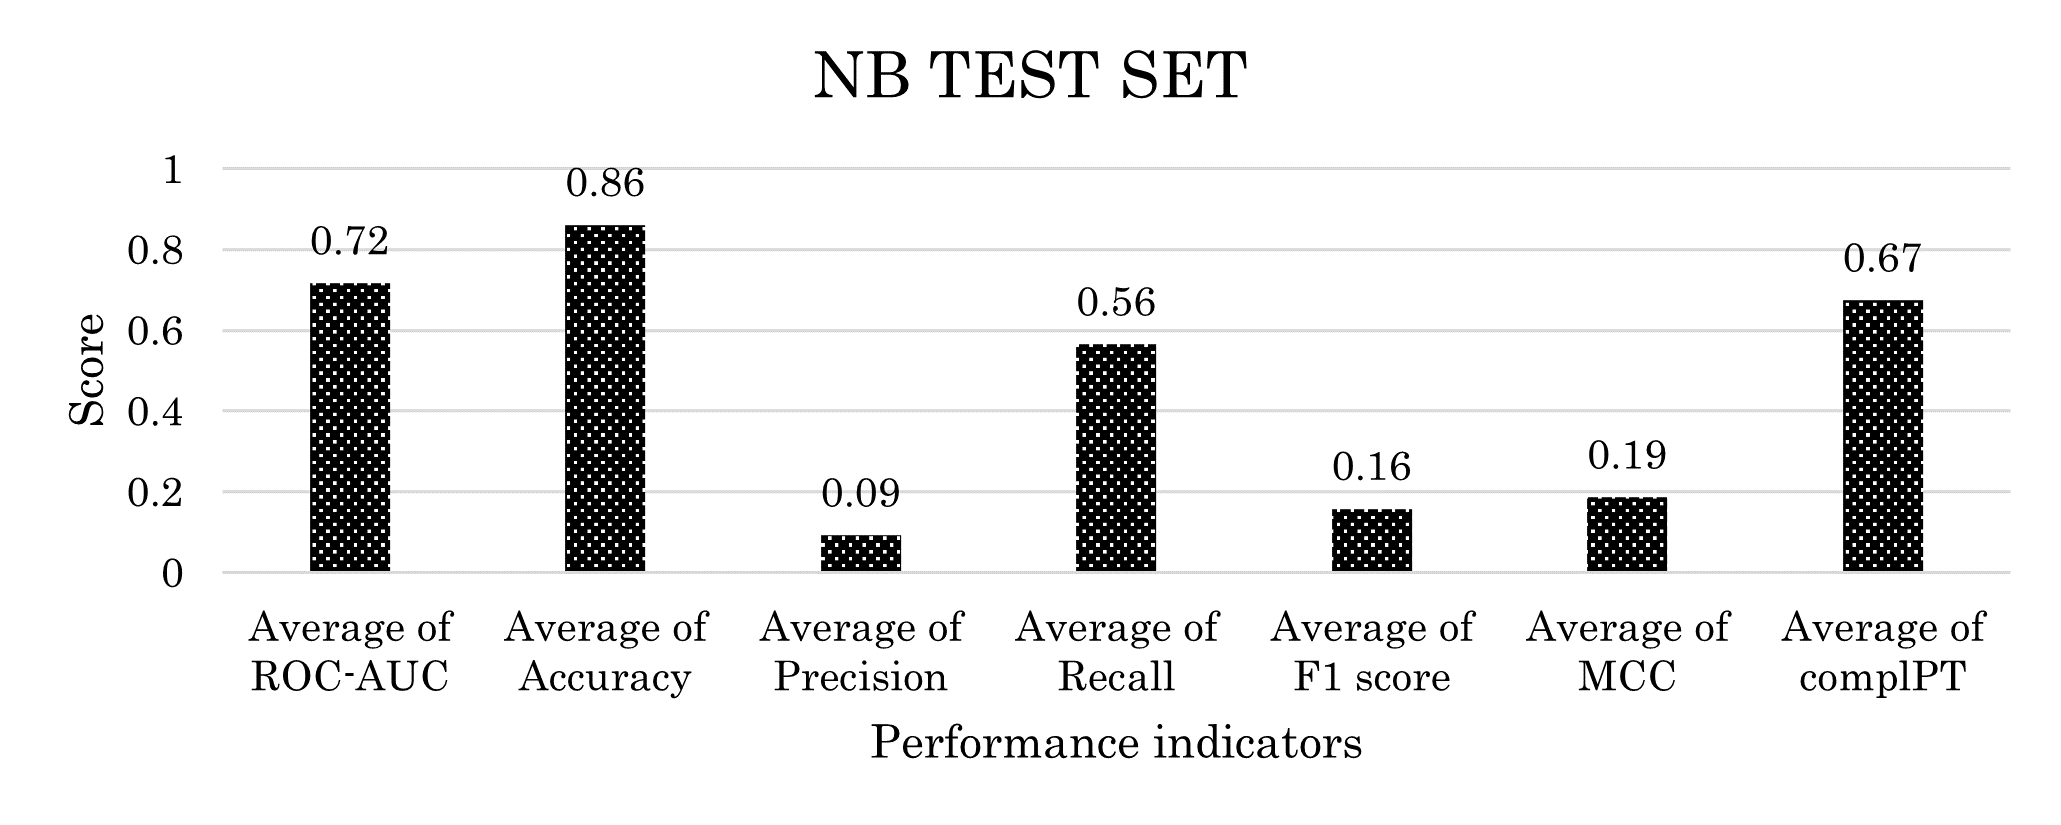 NB TEST SET
1
0.8
0.6
0.4
0.2
0
Score
0.72
0.86
0.09
0.56
0.16
0.19
0.67
Average of
ROC-AUC
Average of
Accuracy
Average of
Precision
Average of
Recall
Average of
F1 score
Average of
MCC
Average of
complPT
Performance indicators